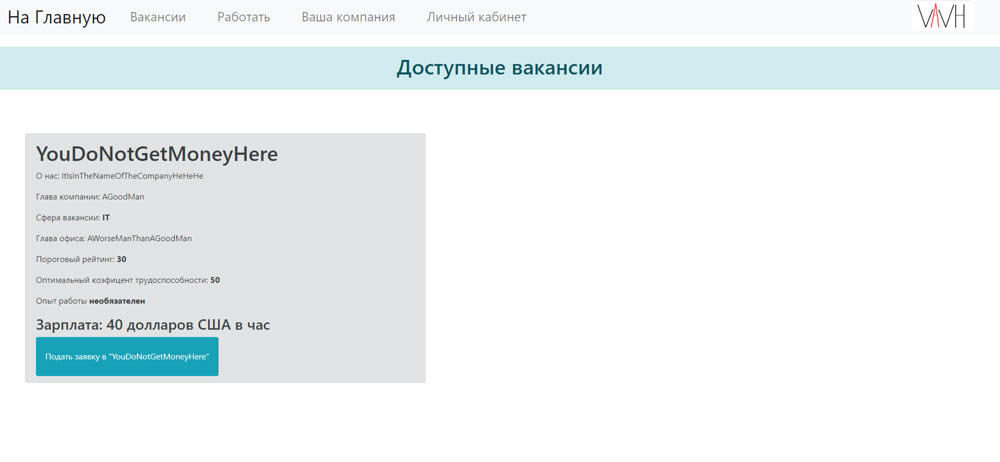 На Главную Вакансии Работать Ваша компания Личный кабинет VAVH
Доступные вакансии
YouDoNotGetMoneyHere
О нас: ItIsInTheNameOfTheCompanyHeHeHe
Глава компании: AGoodMan
Сфера вакансии: IT
Глава офиса: AWorseManThanAGoodMan
Пороговый рейтинг: 30
Оптимальный коэфицент трудоспособности: 50
Опыт работы необязателен
Зарплата: 40 долларов США в час
Подать заявку в "YouDoNotGetMoneyHere"